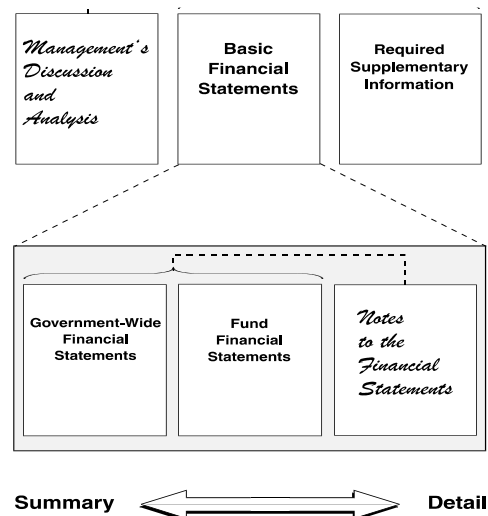 Management's
Discussion
and
Analysis
Basic
Financial
Statements
Required
Supplementary
Information
Government-Wide
Financial
Statements
Fund
Financial
Statements
Notes
to the
Financial
Statements
Summary
Detail